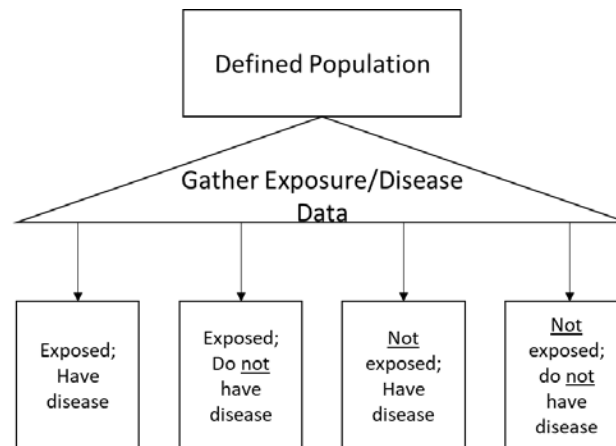 Defined Population
Gather Exposure/Disease
Data
Exposed;
Have
disease
Exposed;
Do not
have
disease
Not
exposed;
Have
disease
Not
exposed;
do not
have
disease